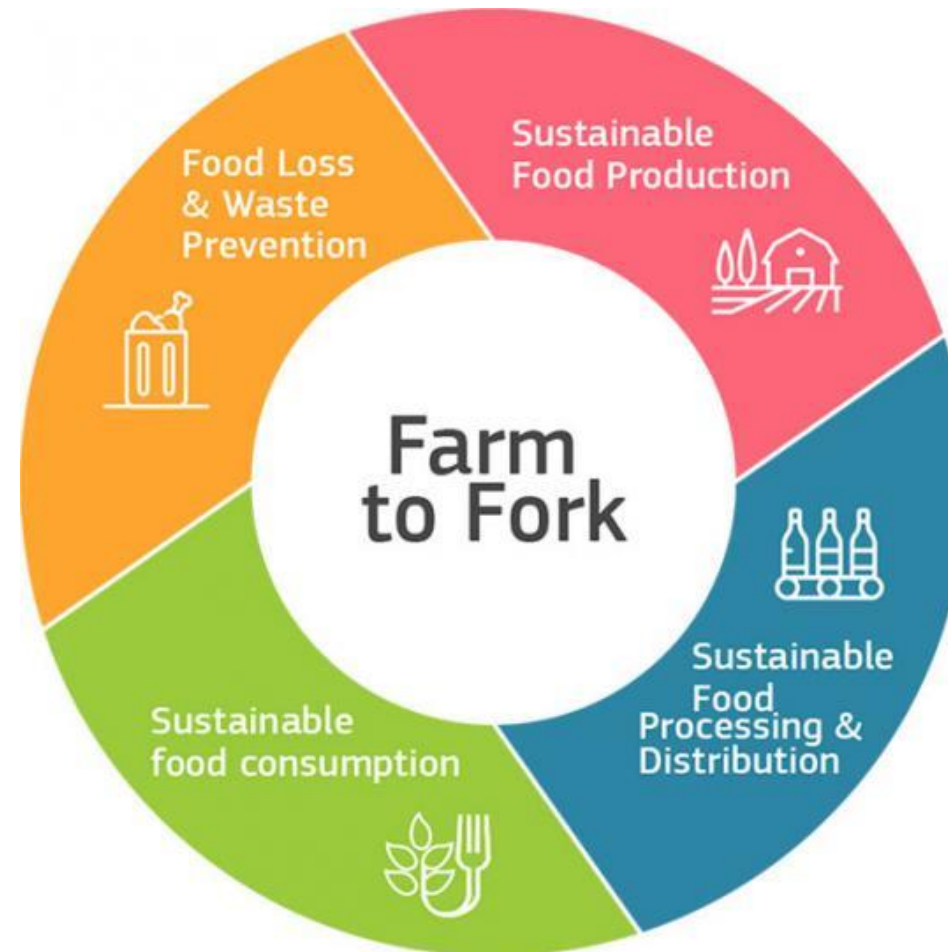 Sustainable
Food Production
Sustainable
Food
Processing &
Distribution
Sustainable
food consumption
Food Loss
& Waste
Prevention
Farm
to Fork